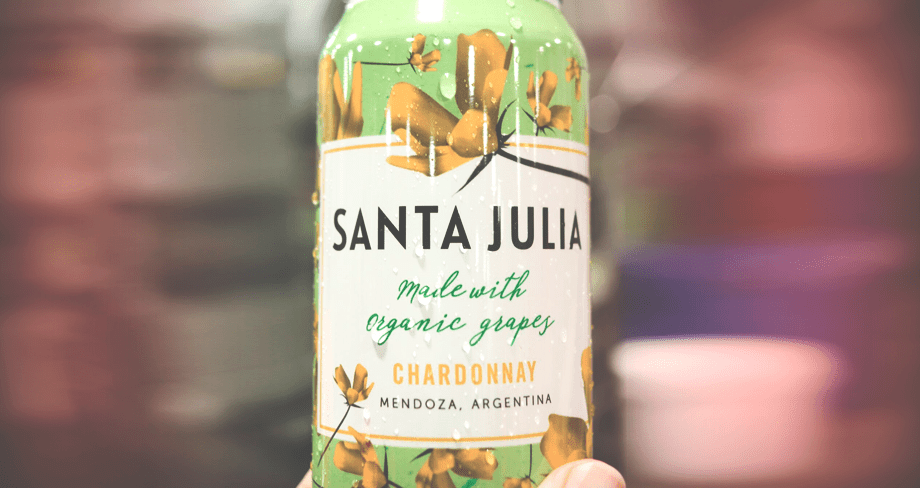 SANTA JULIA
Made with
organic grapes
CHARDONNAY
MENDOZA, ARGENTINA